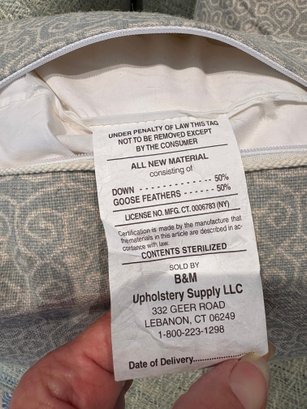 UNDER PENALTY OF LAW THIS TAG
NOT TO BE REMOVED EXCEPT
BY THE CONSUMER
ALL NEW MATERIAL
consisting of
DOWN - - - - - - - - - - - - - - 50%
GOOSE FEATHERS - - - - - - 50%
LICENSE NO. MFG. CT. 0006783 (NY)
Certification is made by the manufacture that
the materials in this article are described in ac-
cordance with law.
CONTENTS STERILIZED
SOLD BY
B&M
Upholstery Supply LLC
332 GEER ROAD
LEBANON, CT 06249
1-800-223-1298
Date of Delivery....................